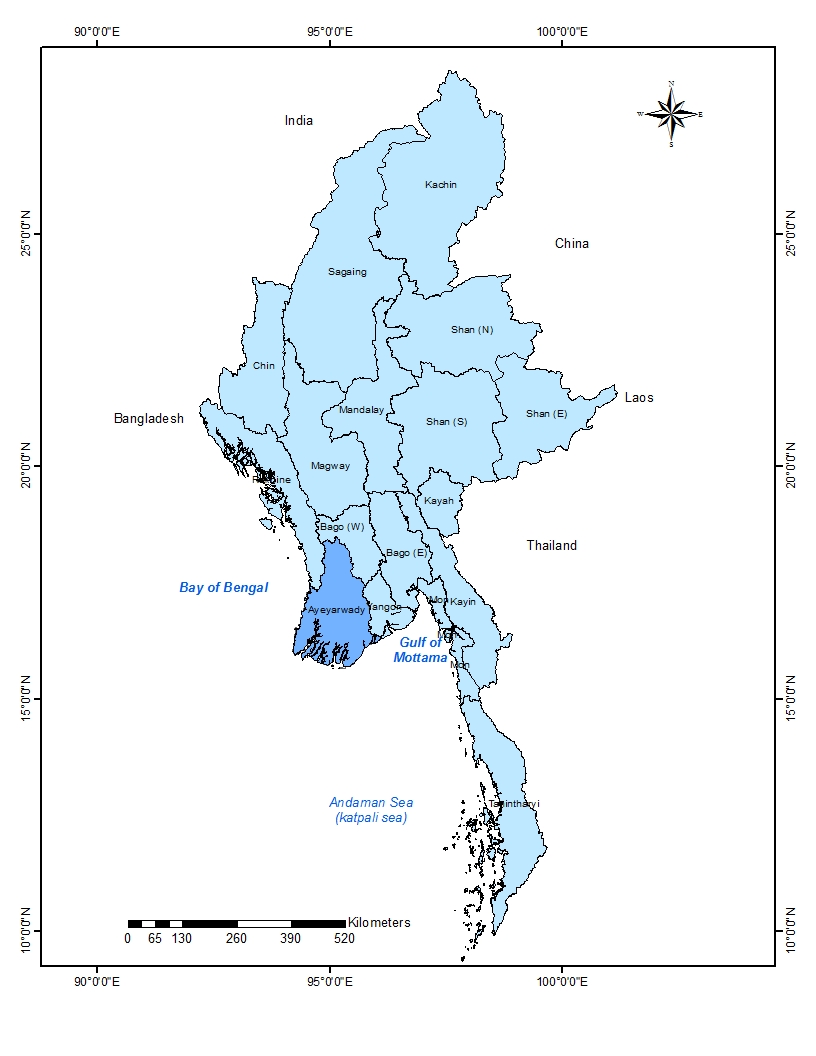 90°0'0"E 95°0'0"E 100°0'0"E
India
N
W E
S
Kachin
25°0'0"N
25°0'0"N
China
Sagaing
Shan (N)
Chin
Laos
Mandalay
Shan (E)
Bangladesh
Shan (S)
20°0'0"N
20°0'0"N
Magway
Rakhine
Kayah
Bago (W)
Thailand
Bago (E)
Bay of Bengal
Mon
Kayin
Ayeyarwady
Yangon
Mon
Gulf of
Mottama
Mon
15°0'0"N
15°0'0"N
Andaman Sea
(katpali sea)
Tanintharyi
Kilometers
0 65 130 260 390 520
10°0'0"N
10°0'0"N
90°0'0"E 95°0'0"E 100°0'0"E